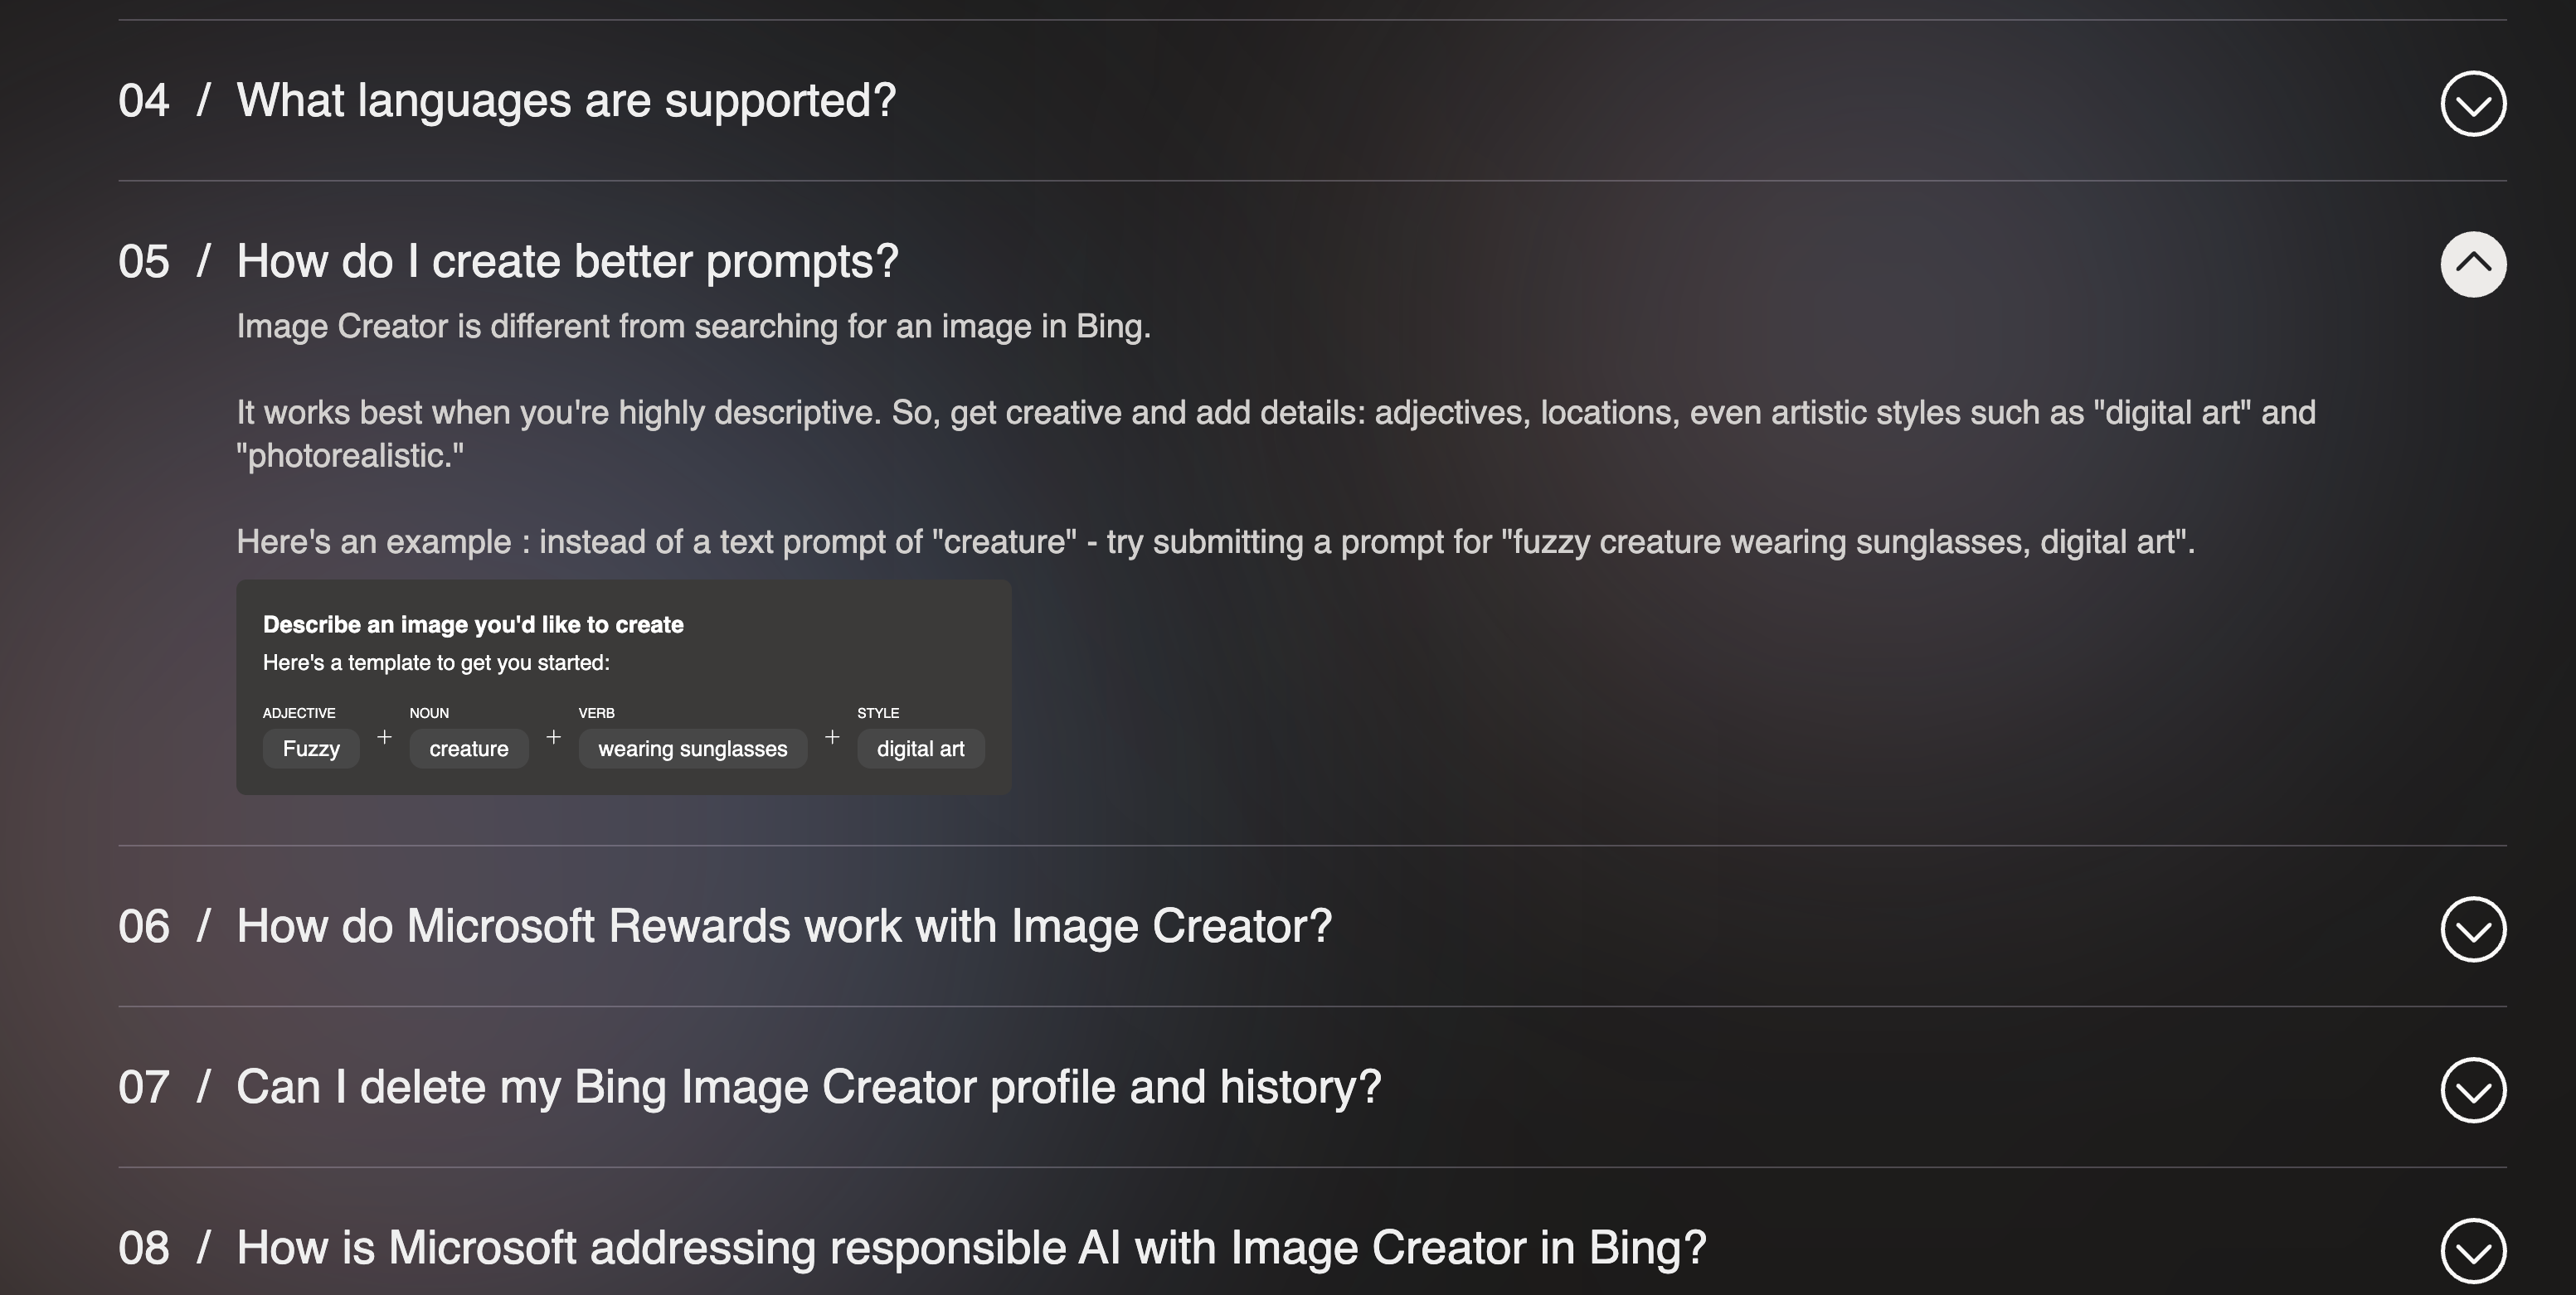 04 / What languages are supported?
05 / How do I create better prompts?
Image Creator is different from searching for an image in Bing.
It works best when you're highly descriptive. So, get creative and add details: adjectives, locations, even artistic styles such as "digital art" and
"photorealistic."
Here's an example : instead of a text prompt of "creature" - try submitting a prompt for "fuzzy creature wearing sunglasses, digital art".
Describe an image you'd like to create
Here's a template to get you started:
ADJECTIVE NOUN VERB STYLE
Fuzzy + creature + wearing sunglasses + digital art
06 / How do Microsoft Rewards work with Image Creator?
07 / Can I delete my Bing Image Creator profile and history?
08 / How is Microsoft addressing responsible AI with Image Creator in Bing?